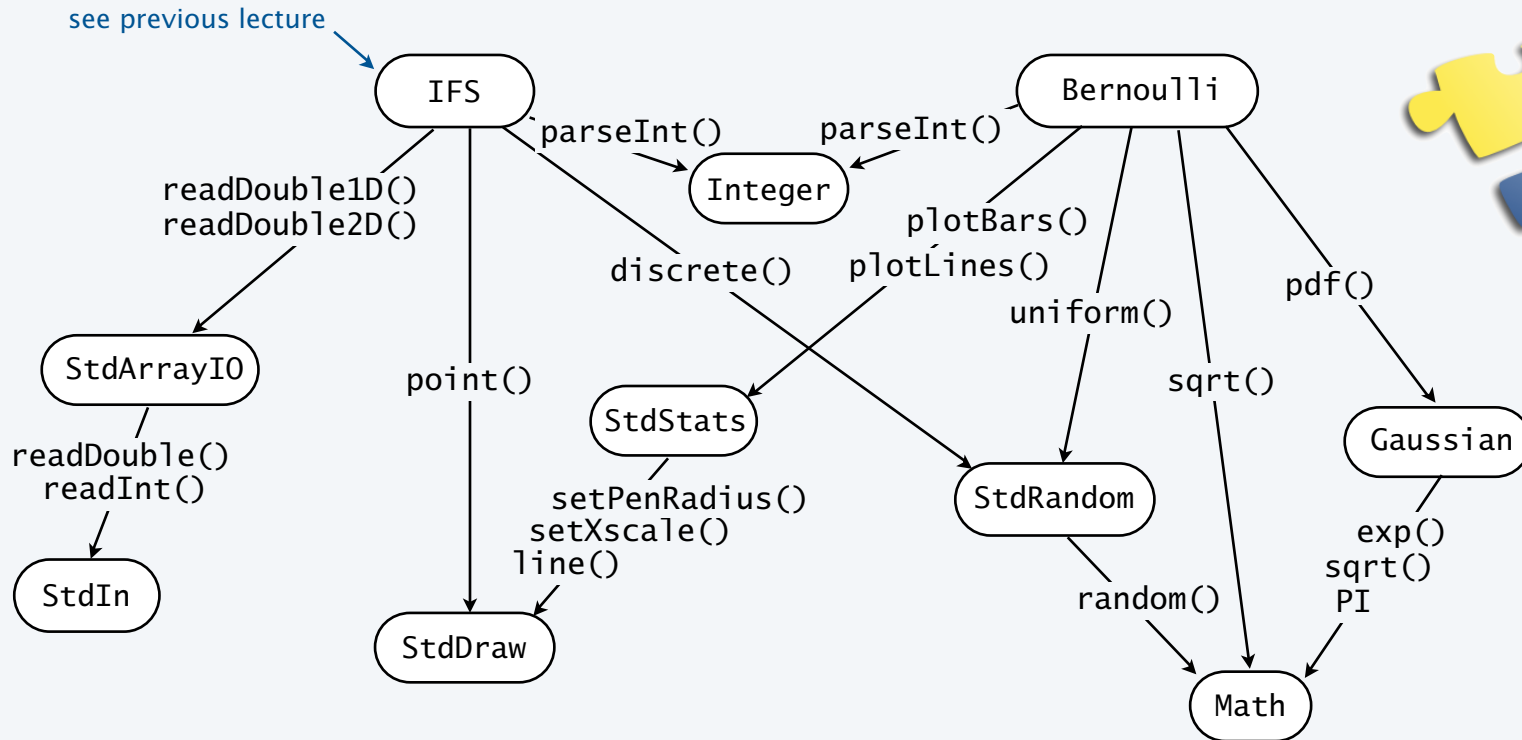 see previous lecture
IFS
Bernoulli
parseInt()
parseInt()
Integer
readDouble1D()
readDouble2D()
plotBars()
plotLines()
discrete()
pdf()
uniform()
StdArrayIO
point()
sqrt()
StdStats
Gaussian
readDouble()
readInt()
setPenRadius()
setXscale()
line()
StdRandom
exp()
sqrt()
PI
StdIn
random()
StdDraw
Math